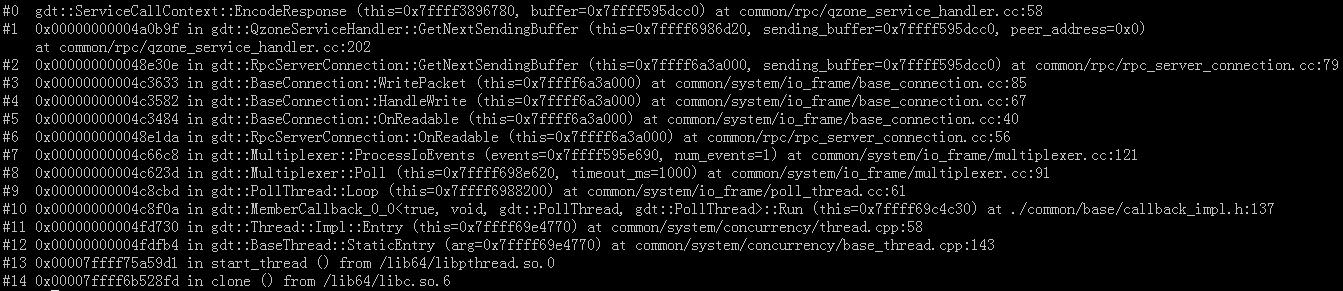 #0  gdt::ServiceCallContext::EncodeResponse (this=0x7ffff3896780, buffer=0x7ffff595dcc0) at common/rpc/qzone_service_handler.cc:58
#1  0x00000000004a0b9f in gdt::QzoneServiceHandler::GetNextSendingBuffer (this=0x7ffff6986d20, sending_buffer=0x7ffff595dcc0, peer_address=0x0)
    at common/rpc/qzone_service_handler.cc:202
#2  0x000000000048e30e in gdt::RpcServerConnection::GetNextSendingBuffer (this=0x7ffff6a3a000, sending_buffer=0x7ffff595dcc0) at common/rpc/rpc_server_connection.cc:79
#3  0x00000000004c3633 in gdt::BaseConnection::WritePacket (this=0x7ffff6a3a000) at common/system/io_frame/base_connection.cc:85
#4  0x00000000004c3582 in gdt::BaseConnection::HandleWrite (this=0x7ffff6a3a000) at common/system/io_frame/base_connection.cc:67
#5  0x00000000004c3484 in gdt::BaseConnection::OnReadable (this=0x7ffff6a3a000) at common/system/io_frame/base_connection.cc:40
#6  0x000000000048e1da in gdt::RpcServerConnection::OnReadable (this=0x7ffff6a3a000) at common/rpc/rpc_server_connection.cc:56
#7  0x00000000004c66c8 in gdt::Multiplexer::ProcessIoEvents (events=0x7ffff595e690, num_events=1) at common/system/io_frame/multiplexer.cc:121
#8  0x00000000004c623d in gdt::Multiplexer::Poll (this=0x7ffff698e620, timeout_ms=1000) at common/system/io_frame/multiplexer.cc:91
#9  0x00000000004c8cbd in gdt::PollThread::Loop (this=0x7ffff6988200) at common/system/io_frame/poll_thread.cc:61
#10 0x00000000004c8f0a in gdt::MemberCallback_0_0<true, void, gdt::PollThread, gdt::PollThread>::Run (this=0x7ffff69c4c30) at ./common/base/callback_impl.h:137
#11 0x00000000004fd730 in gdt::Thread::Impl::Entry (this=0x7ffff69e4770) at common/system/concurrency/thread.cpp:58
#12 0x00000000004fdfb4 in gdt::BaseThread::StaticEntry (arg=0x7ffff69e4770) at common/system/concurrency/base_thread.cpp:143
#13 0x00007ffff75a59d1 in start_thread () from /lib64/libpthread.so.0
#14 0x00007ffff6b528fd in clone () from /lib64/libc.so.6